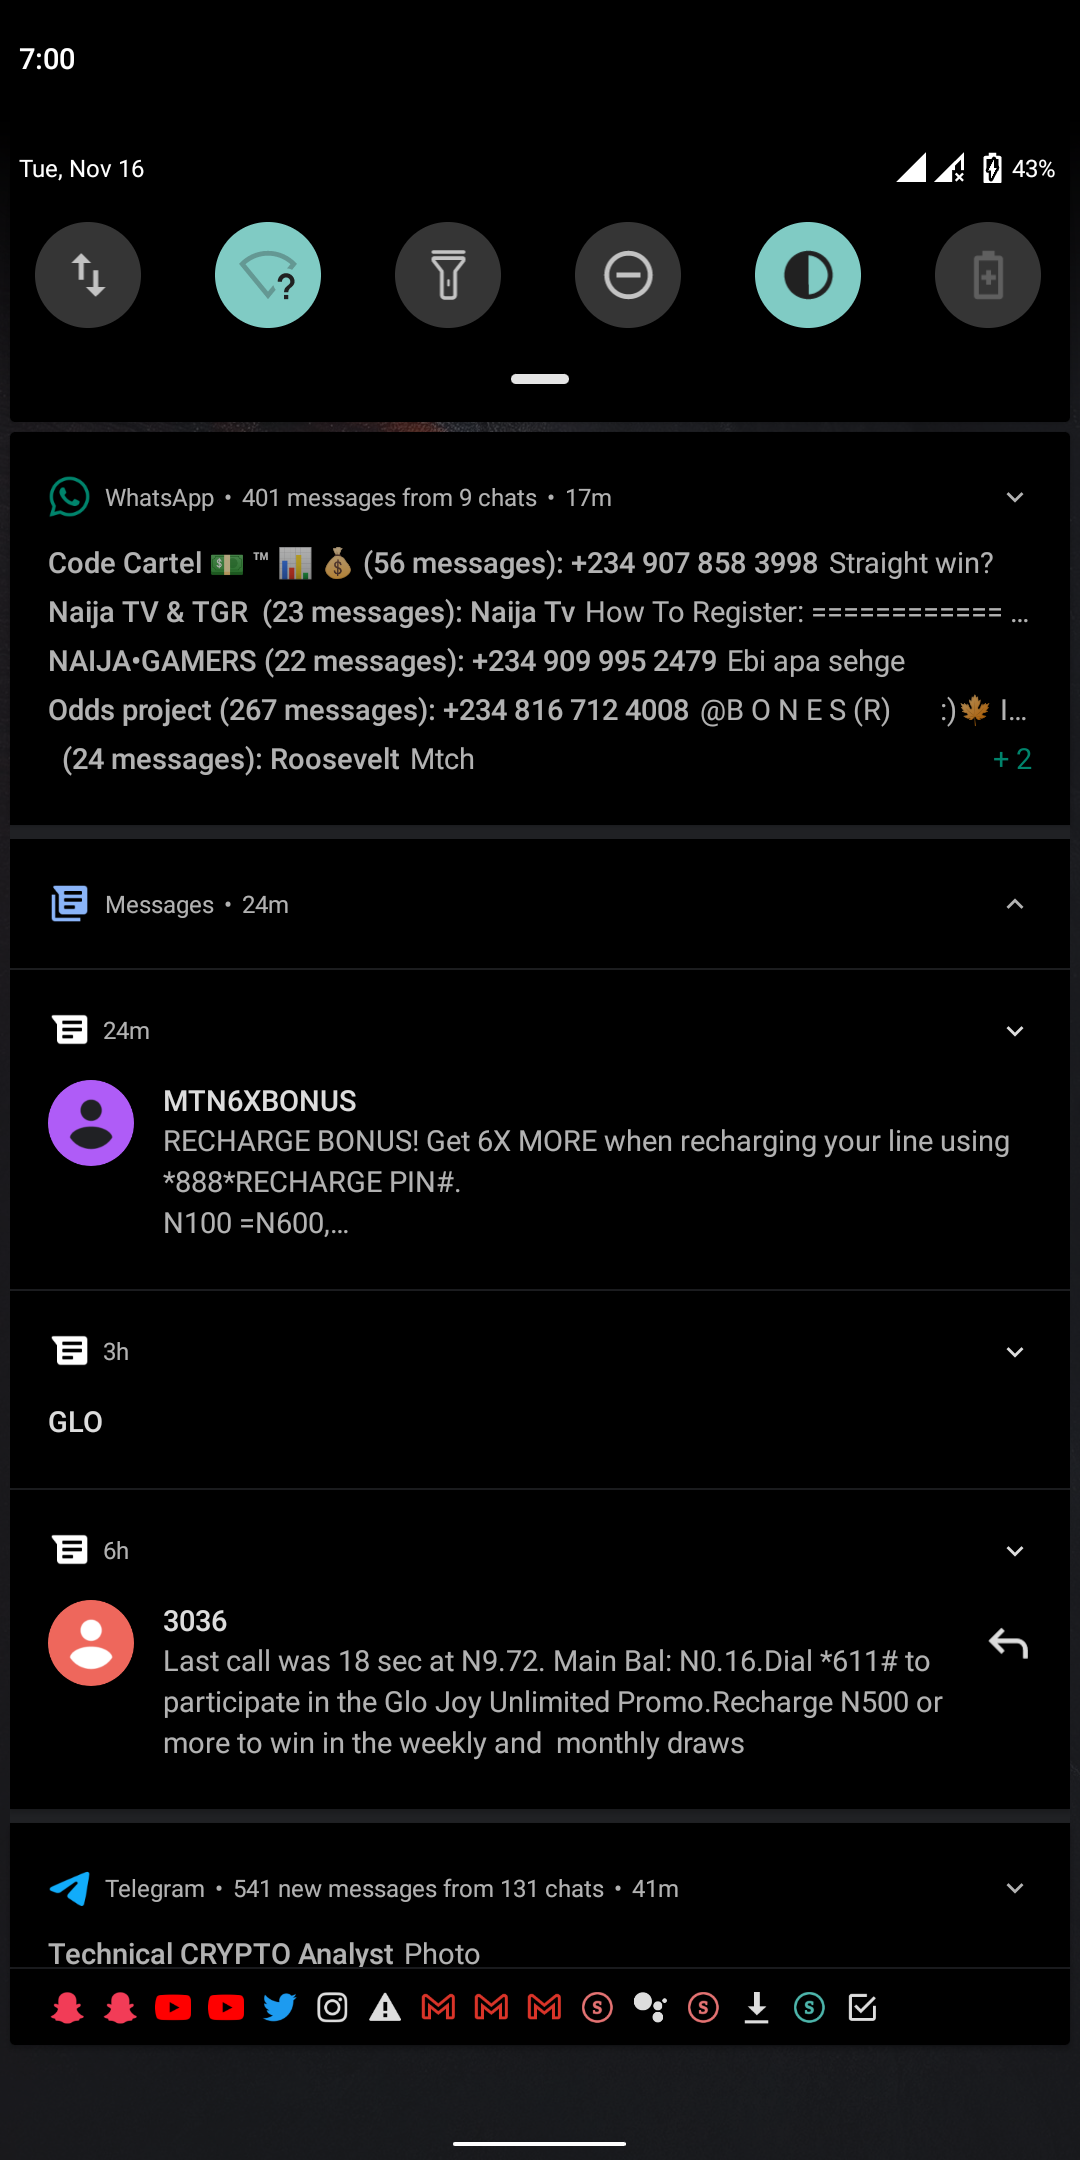 7:00
Tue, Nov 16
43%
WhatsApp • 401 messages from 9 chats • 17m
Code Cartel 💵 ™ 📊 💰 (56 messages): +234 907 858 3998 Straight win?
Naija TV & TGR (23 messages): Naija Tv How To Register: ============ …
NAIJA•GAMERS (22 messages): +234 909 995 2479 Ebi apa sehge
Odds project (267 messages): +234 816 712 4008 @B O N E S (R) :)🍁 I…
(24 messages): Roosevelt Mtch
+ 2
Messages • 24m
24m
MTN6XBONUS
RECHARGE BONUS! Get 6X MORE when recharging your line using
*888*RECHARGE PIN#.
N100 =N600,…
3h
GLO
6h
3036
Last call was 18 sec at N9.72. Main Bal: N0.16.Dial *611# to
participate in the Glo Joy Unlimited Promo.Recharge N500 or
more to win in the weekly and monthly draws
Telegram • 541 new messages from 131 chats • 41m
Technical CRYPTO Analyst Photo